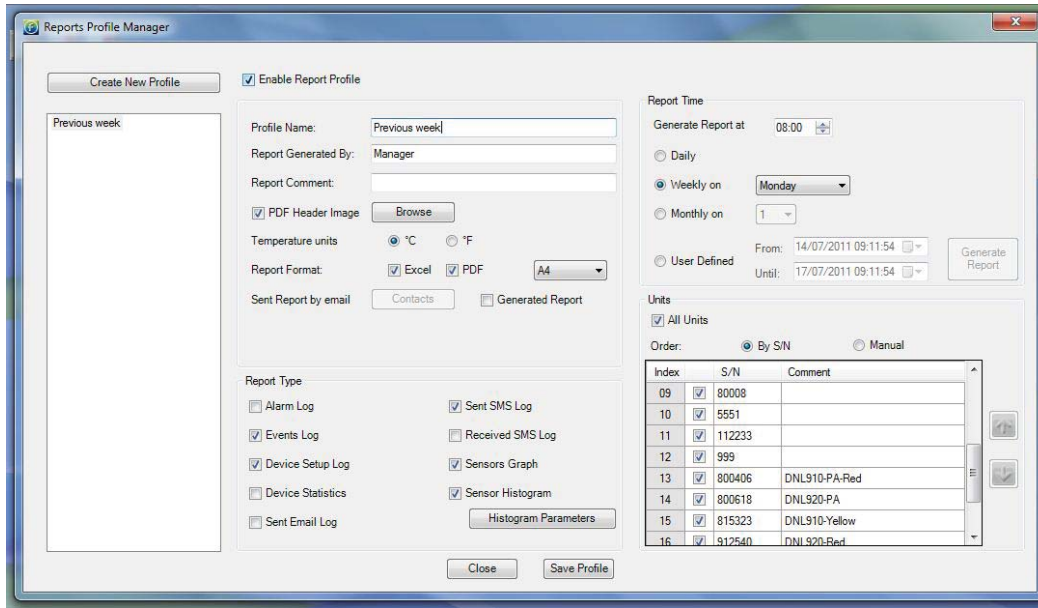 Reports Profile Manager
Create New Profile
Previous week
Enable Report Profile
Profile Name: Previous week
Report Generated By: Manager
Report Comment:
PDF Header Image Browse
Temperature units °C °F
Report Format: Excel PDF A4
Sent Report by email Contacts Generated Report
Report Type
Alarm Log Sent SMS Log
Events Log Received SMS Log
Device Setup Log Sensors Graph
Device Statistics Sensor Histogram
Sent Email Log Histogram Parameters
Report Time
Generate Report at 08:00
Daily
Weekly on Monday
Monthly on 1
User Defined From: 14/07/2011 09:11:54
Until: 17/07/2011 09:11:54
Generate
Report
Units
All Units
Order: By S/N Manual
Index S/N Comment
09 80008
10 5551
11 112233
12 999
13 800406 DNL910-PA-Red
14 800618 DNL920-PA
15 815323 DNL910-Yellow
16 912540 DNL920-Red
Close Save Profile